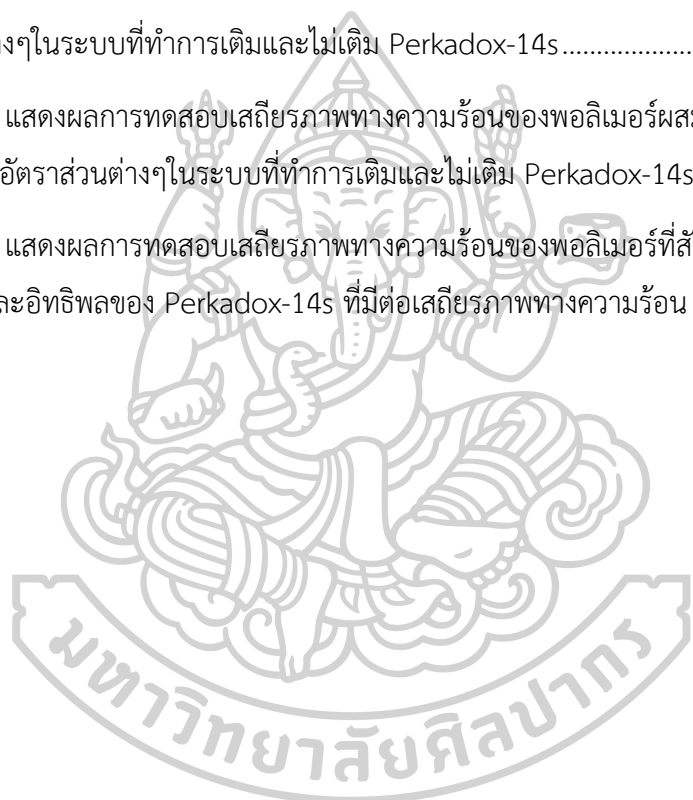 งๆในระบบที่ทำการเติมและไม่เติม Perkadox-14s...................
แสดงผลการทดสอบเสถียรภาพทางความร้อนของพอลิเมอร์ผสม
อัตราส่วนต่างๆในระบบที่ทำการเติมและไม่เติม Perkadox-14s
แสดงผลการทดสอบเสถียรภาพทางความร้อนของพอลิเมอร์ที่สั
ละอิทธิพลของ Perkadox-14s ที่มีต่อเสถียรภาพทางความร้อน
มหาวิทยาลัยศิลปากร